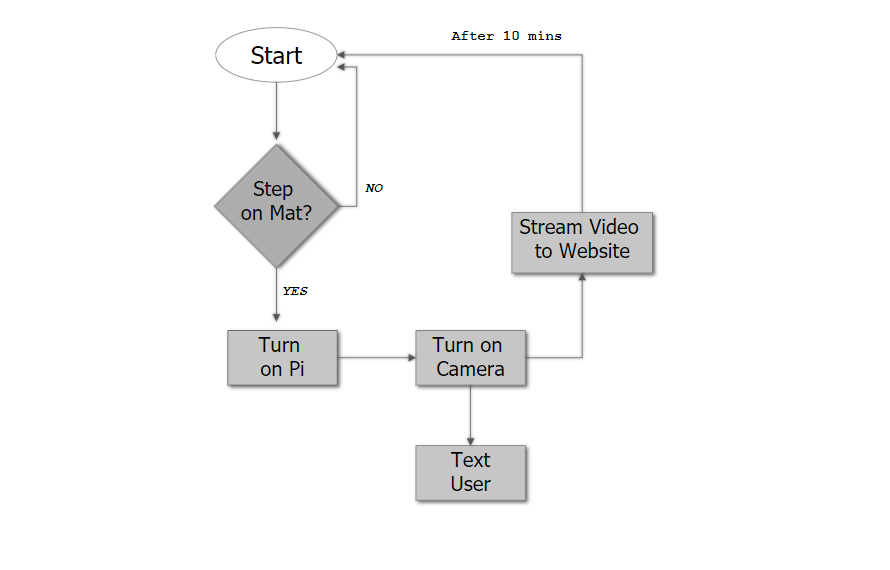 After 10 mins
Start
Step
on Mat?
NO
Stream Video
to Website
YES
Turn
on Pi
Turn on
Camera
Text
User